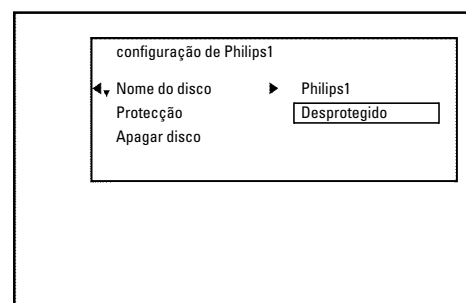 configuração de Philips1
Nome do disco Philips1
Protecção Desprotegido
Apagar disco